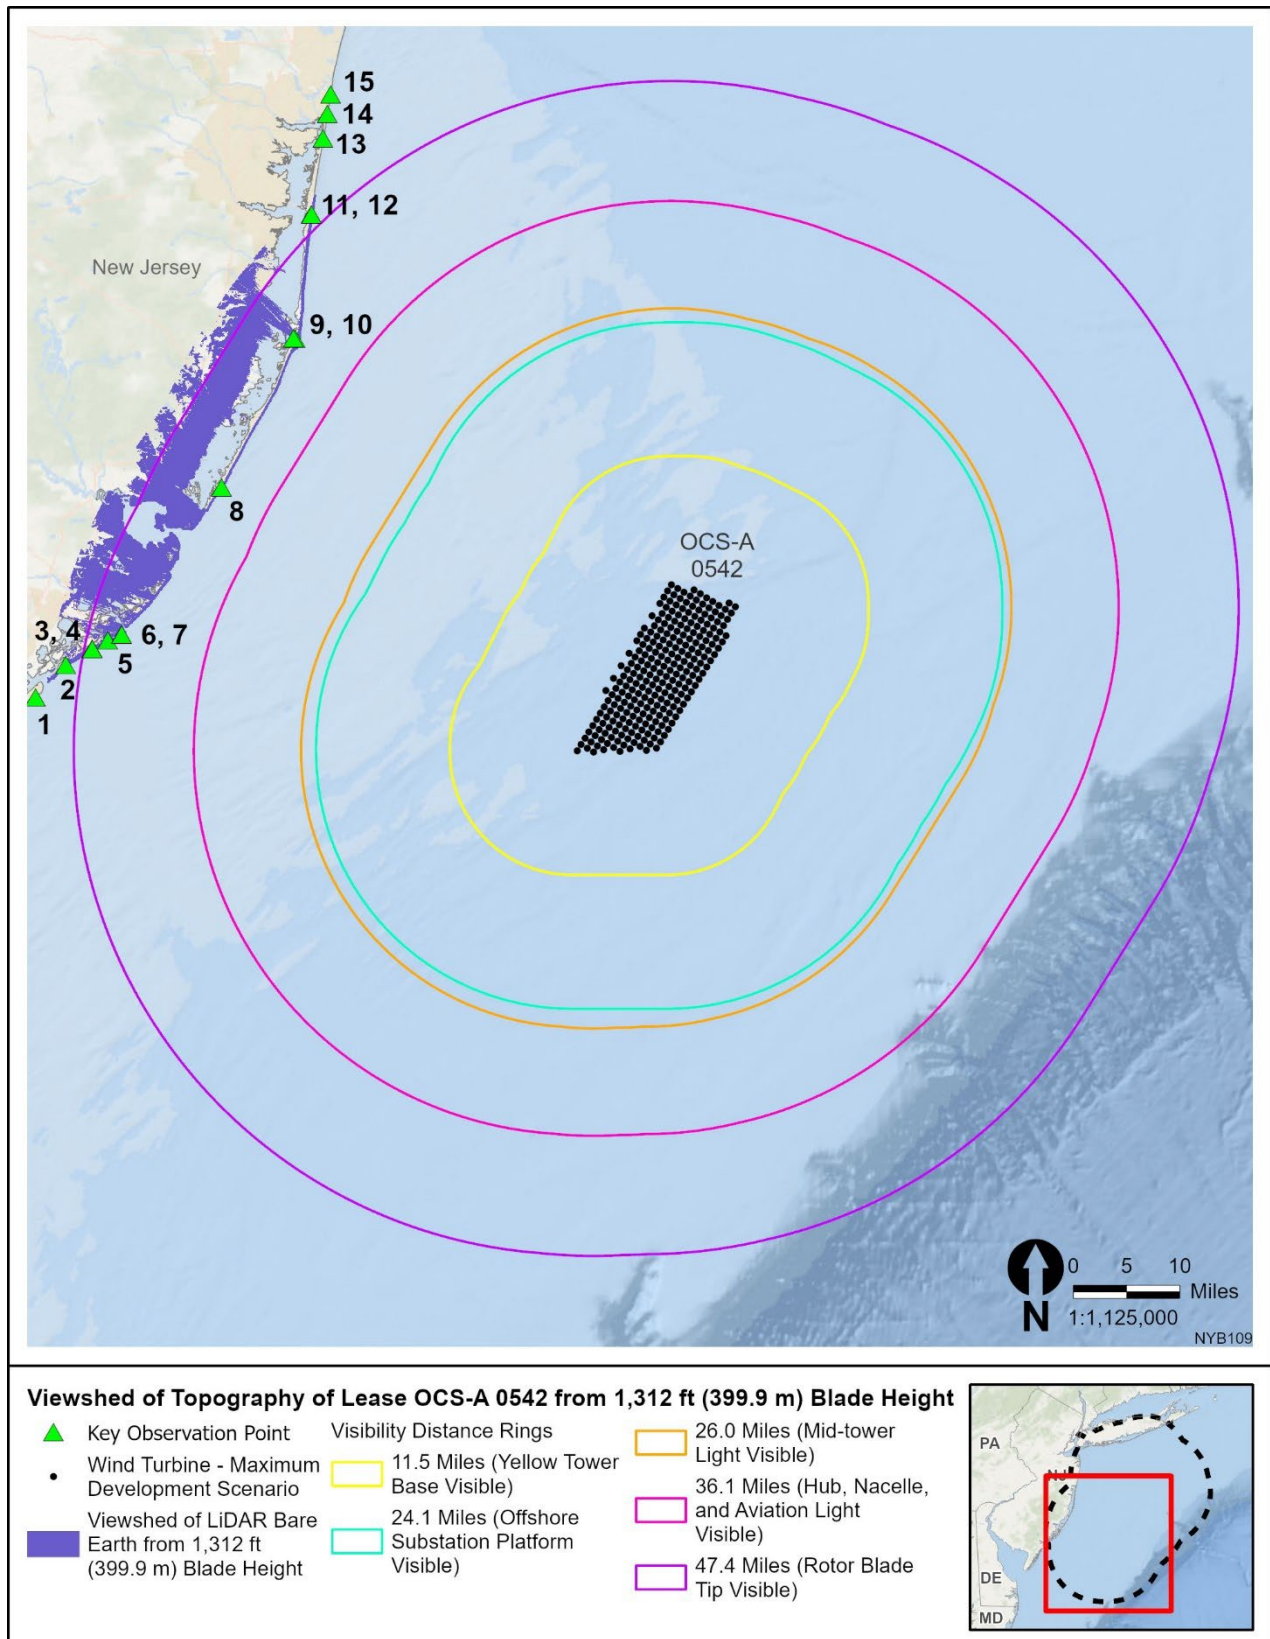 15
14
13
11, 12
New Jersey
9, 10
8
OCS-A
0542
3, 4
6, 7
5
2
1
0 5 10
Miles
N
1:1,125,000
NYB109
Viewshed of Topography of Lease OCS-A 0542 from 1,312 ft (399.9 m) Blade Height
Key Observation Point
Wind Turbine - Maximum
Development Scenario
Viewshed of LiDAR Bare
Earth from 1,312 ft
(399.9 m) Blade Height
Visibility Distance Rings
11.5 Miles (Yellow Tower
Base Visible)
24.1 Miles (Offshore
Substation Platform
Visible)
26.0 Miles (Mid-tower
Light Visible)
36.1 Miles (Hub, Nacelle,
and Aviation Light
Visible)
47.4 Miles (Rotor Blade
Tip Visible)
PA
NJ
DE
MD